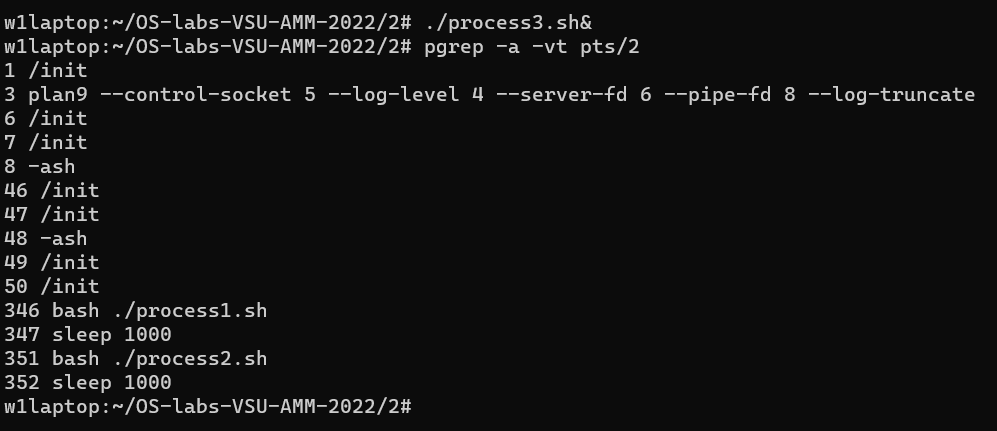 w1laptop:~/OS-labs-VSU-AMM-2022/2# ./process3.sh&
w1laptop:~/OS-labs-VSU-AMM-2022/2# pgrep -a -vt pts/2
1 /init
3 plan9 --control-socket 5 --log-level 4 --server-fd 6 --pipe-fd 8 --log-truncate
6 /init
7 /init
8 -ash
46 /init
47 /init
48 -ash
49 /init
50 /init
346 bash ./process1.sh
347 sleep 1000
351 bash ./process2.sh
352 sleep 1000
w1laptop:~/OS-labs-VSU-AMM-2022/2#